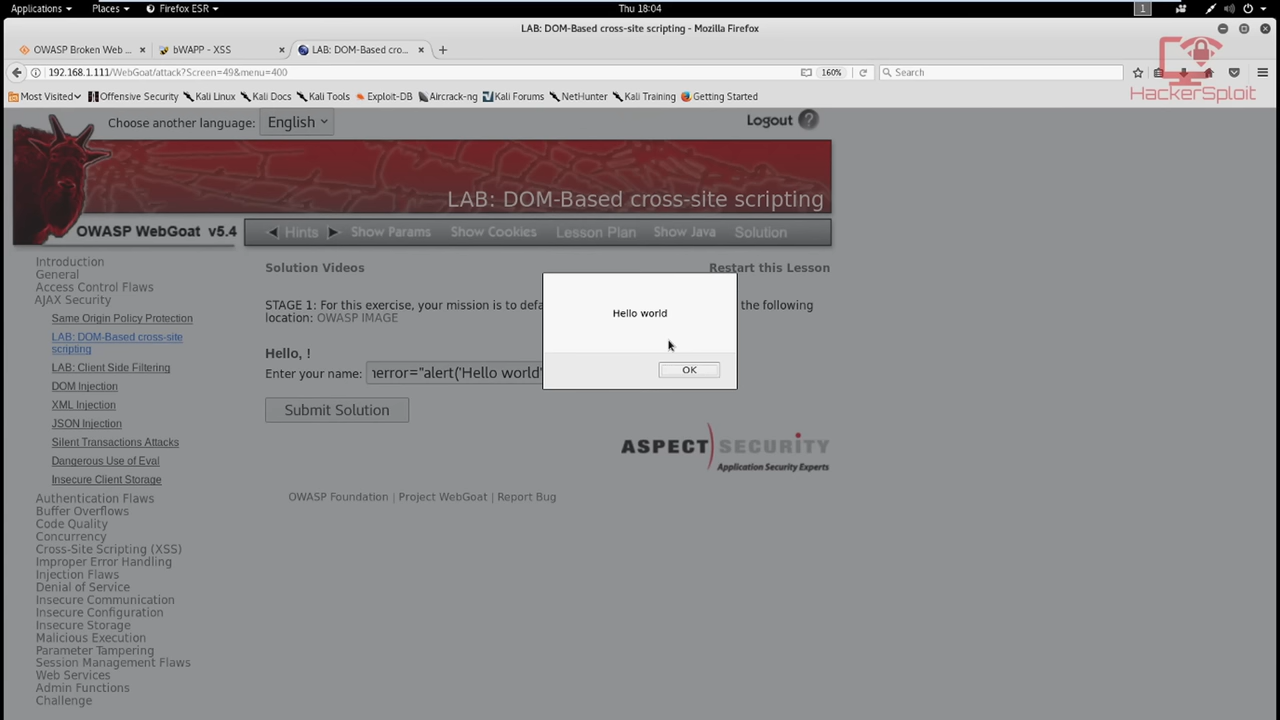 Applications Places Firefox ESR Thu 18:04 1
LAB: DOM-Based cross-site scripting - Mozilla Firefox
OWASP Broken Web ... × bWAPP - XSS × LAB: DOM-Based cro... × +
192.168.1.111/WebGoat/attack?Screen=49&menu=400 160% Search
Most Visited Offensive Security Kali Linux Kali Docs Kali Tools Exploit-DB Aircrack-ng Kali Forums NetHunter Kali Training Getting Started
HackerSploit
Choose another language: English Logout ?
LAB: DOM-Based cross-site scripting
OWASP WebGoat v5.4 Hints Show Params Show Cookies Lesson Plan Show Java Solution
Introduction
General
Access Control Flaws
AJAX Security
Same Origin Policy Protection
LAB: DOM-Based cross-site
scripting
LAB: Client Side Filtering
DOM Injection
XML Injection
JSON Injection
Silent Transactions Attacks
Dangerous Use of Eval
Insecure Client Storage
Authentication Flaws
Buffer Overflows
Code Quality
Concurrency
Cross-Site Scripting (XSS)
Improper Error Handling
Injection Flaws
Denial of Service
Insecure Communication
Insecure Configuration
Insecure Storage
Malicious Execution
Parameter Tampering
Session Management Flaws
Web Services
Admin Functions
Challenge
Solution Videos Restart this Lesson
STAGE 1: For this exercise, your mission is to the following
location: OWASP IMAGE
Hello, !
Enter your name: nerror="alert('Hello world'
Submit Solution
Hello world
OK
ASPECT SECURITY
Application Security Experts
OWASP Foundation | Project WebGoat | Report Bug